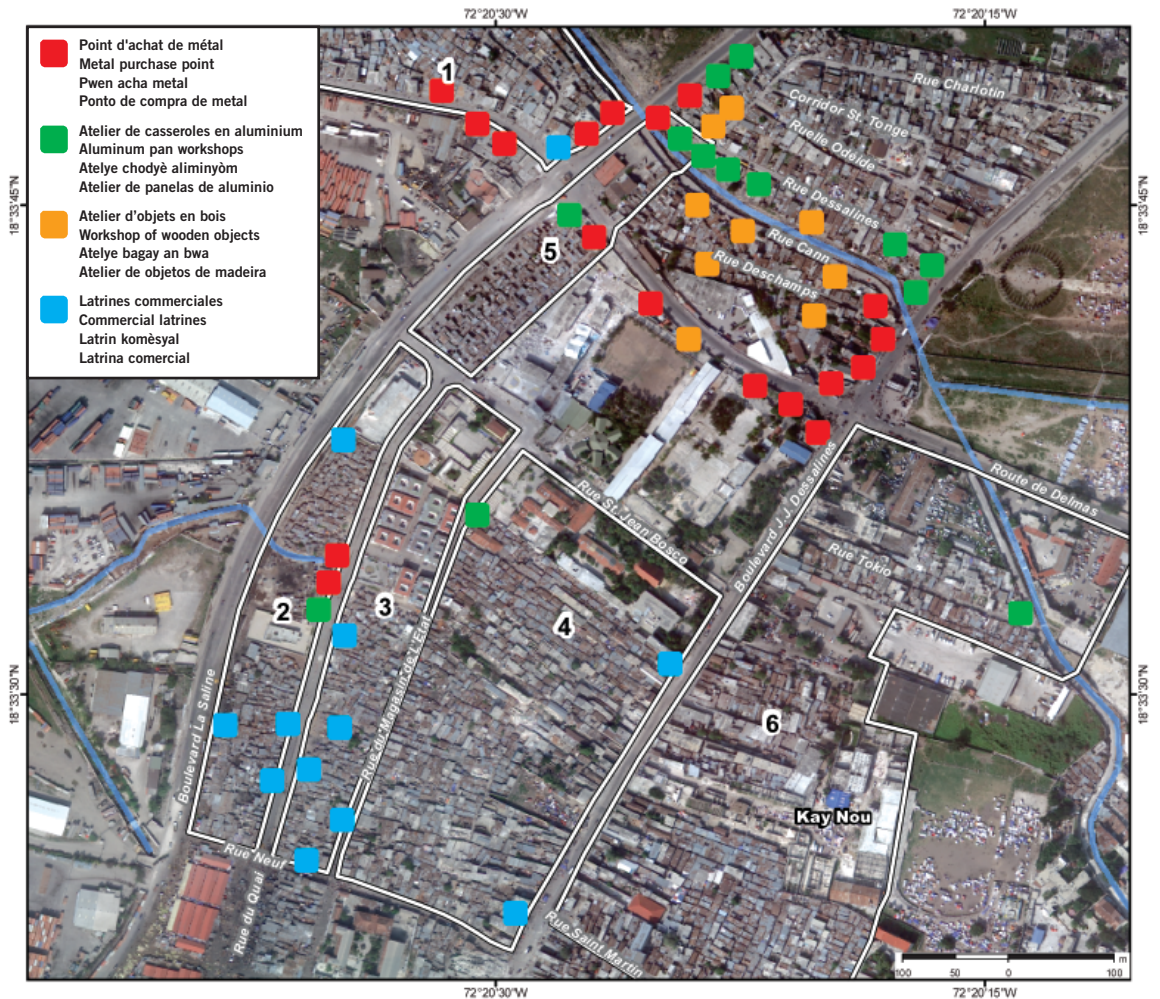 72°20'30"W
72°20'15"W
Point d'achat de métal
Metal purchase point
Pwen acha metal
Ponto de compra de metal
Atelier de casseroles en aluminium
Aluminum pan workshops
Atelye chodyè aliminyòm
Atelier de panelas de aluminio
Atelier d'objets en bois
Workshop of wooden objects
Atelye bagay an bwa
Atelier de objetos de madeira
Latrines commerciales
Commercial latrines
Latrin komèsyal
Latrina comercial
1
Rue Charlotin
Corridor St. Tonge
Ruelle Odelde
Rue Dessalines
18°33'45"N
18°33'45"N
5
Rue Cann
Rue Deschamps
Boulevard J.J. Dessalines
Route de Delmas
Rue St. Jean Bosco
Rue Tokio
2
3
4
Rue du Magasin de L'Etat
Boulevard La Saline
18°33'30"N
18°33'30"N
6
Kay Nou
Rue Neuf
Rue du Quai
Rue Saint Martin
100 50 0 100 m
72°20'30"W
72°20'15"W